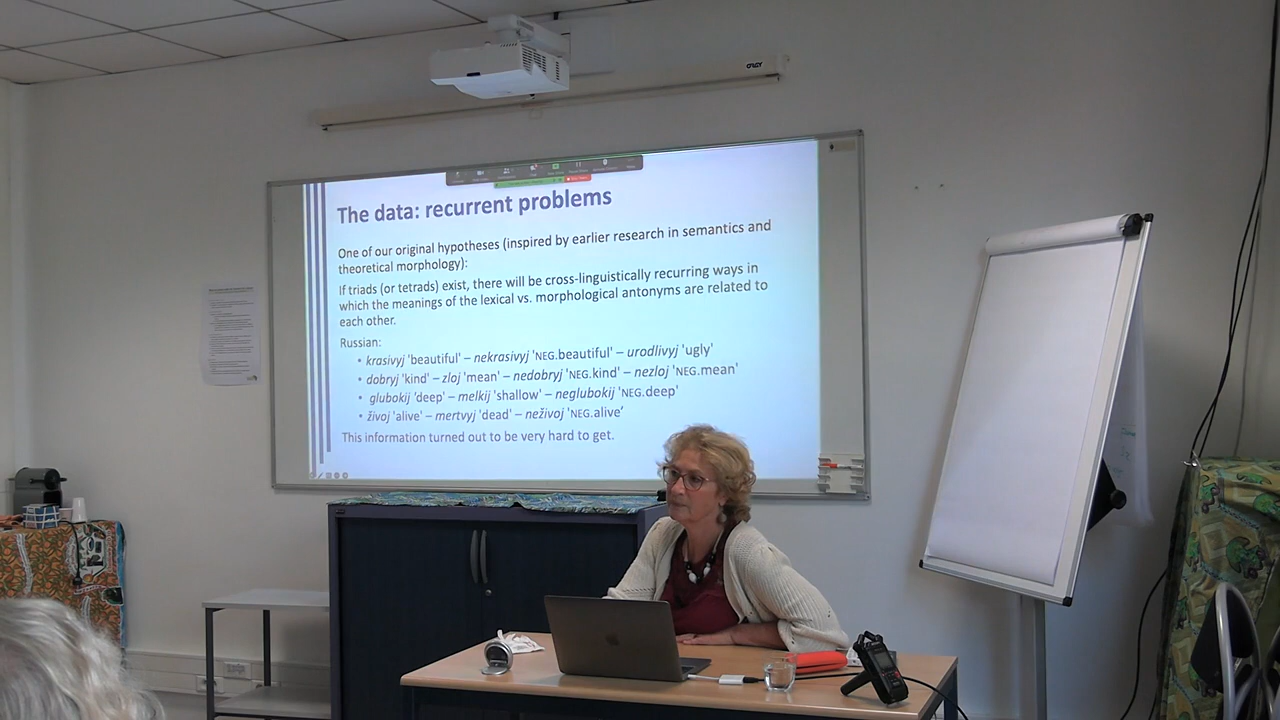 ORAY
The data: recurrent problems
One of our original hypotheses (inspired by earlier research in semantics and
theoretical morphology):
If triads (or tetrads) exist, there will be cross-linguistically recurring ways in
which the meanings of the lexical vs. morphological antonyms are related to
each other.
Russian:
• krasivyj 'beautiful' – nekrasivyj 'NEG.beautiful' – urodlivyj 'ugly'
• dobryj 'kind' – zloj 'mean' – nedobryj 'NEG.kind' – nezloj 'NEG.mean'
• glubokij 'deep' – melkij 'shallow' – neglubokij 'NEG.deep'
• živoj 'alive' – mertvyj 'dead' – neživoj 'NEG.alive'
This information turned out to be very hard to get.